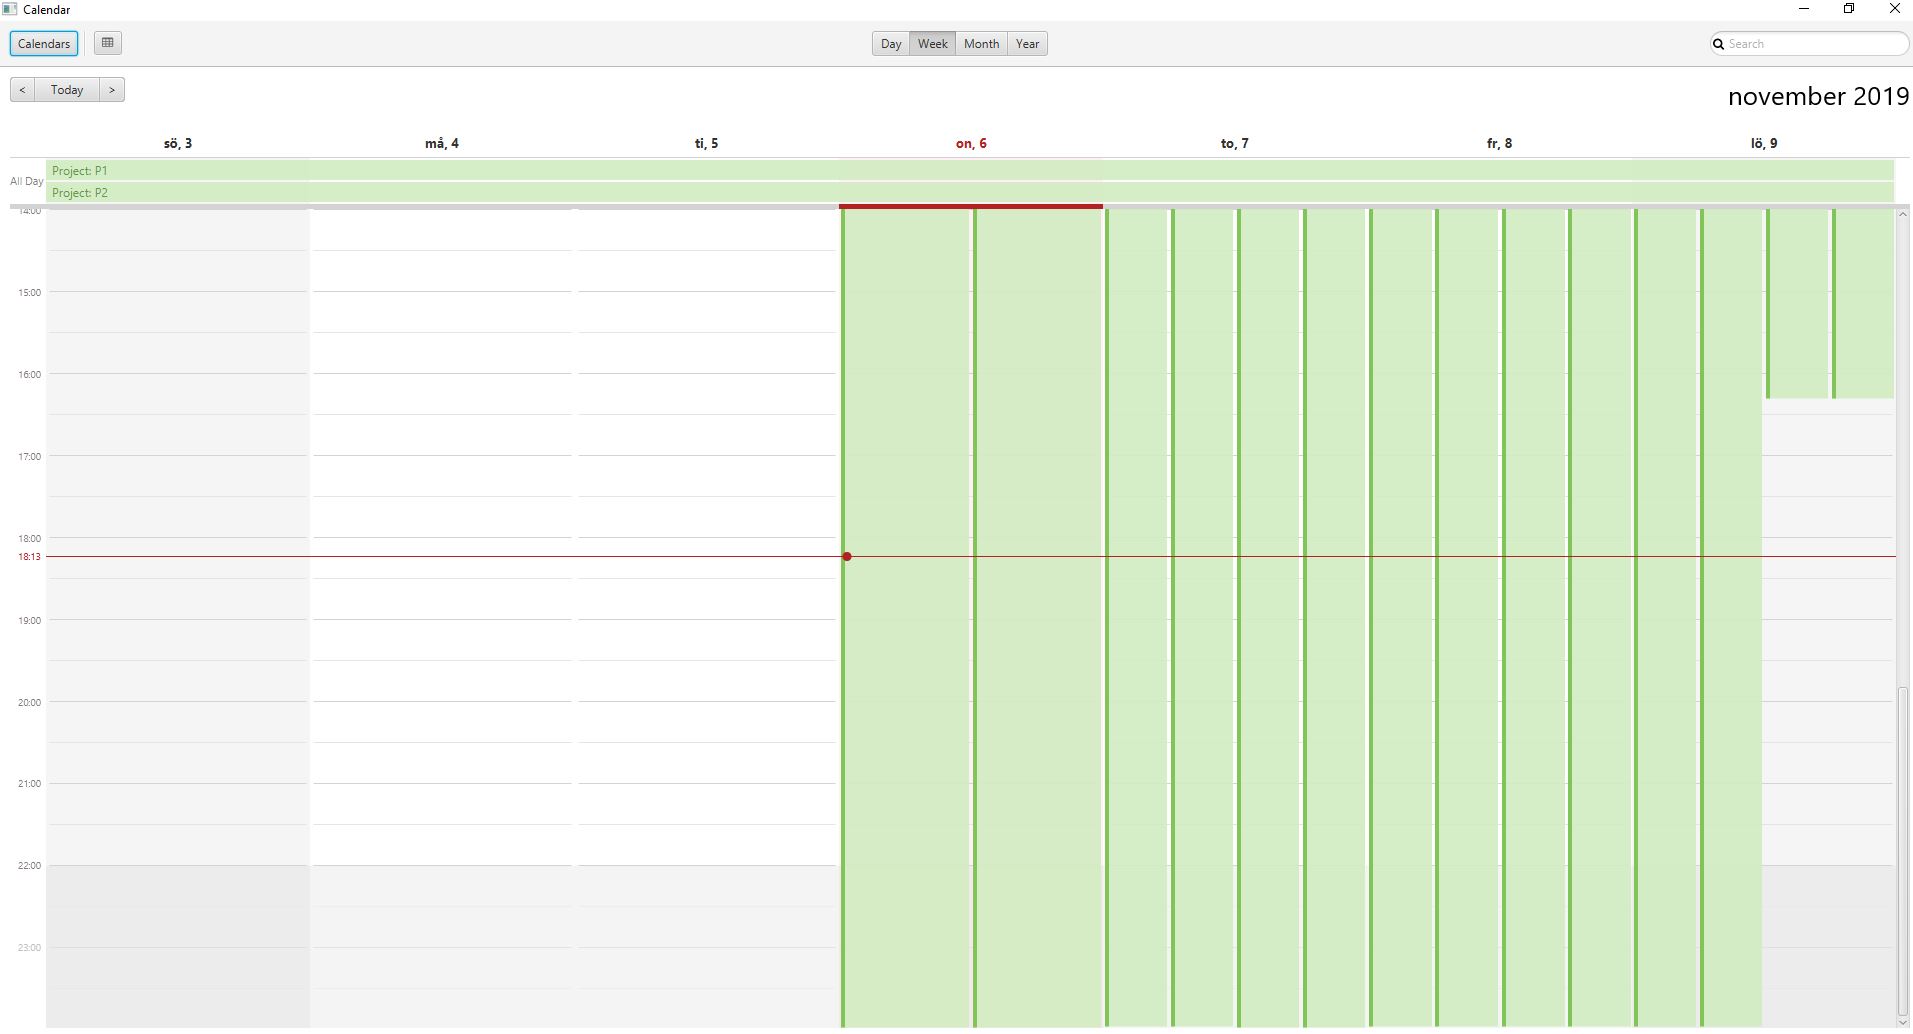 Calendar
Calendars
Day Week Month Year
Search
< Today >
november 2019
sö, 3 må, 4 ti, 5 on, 6 to, 7 fr, 8 lö, 9
All Day
Project: P1
Project: P2
14:00
15:00
16:00
17:00
18:00
18:13
19:00
20:00
21:00
22:00
23:00